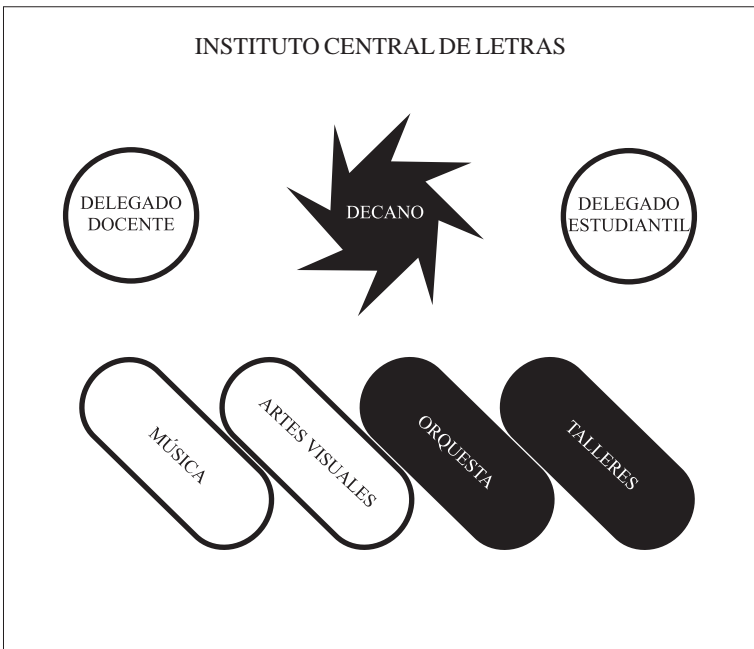 INSTITUTO CENTRAL DE LETRAS
DELEGADO
DOCENTE
DECANO
DELEGADO
ESTUDIANTIL
MÚSICA
ARTES VISUALES
ORQUESTA
TALLERES